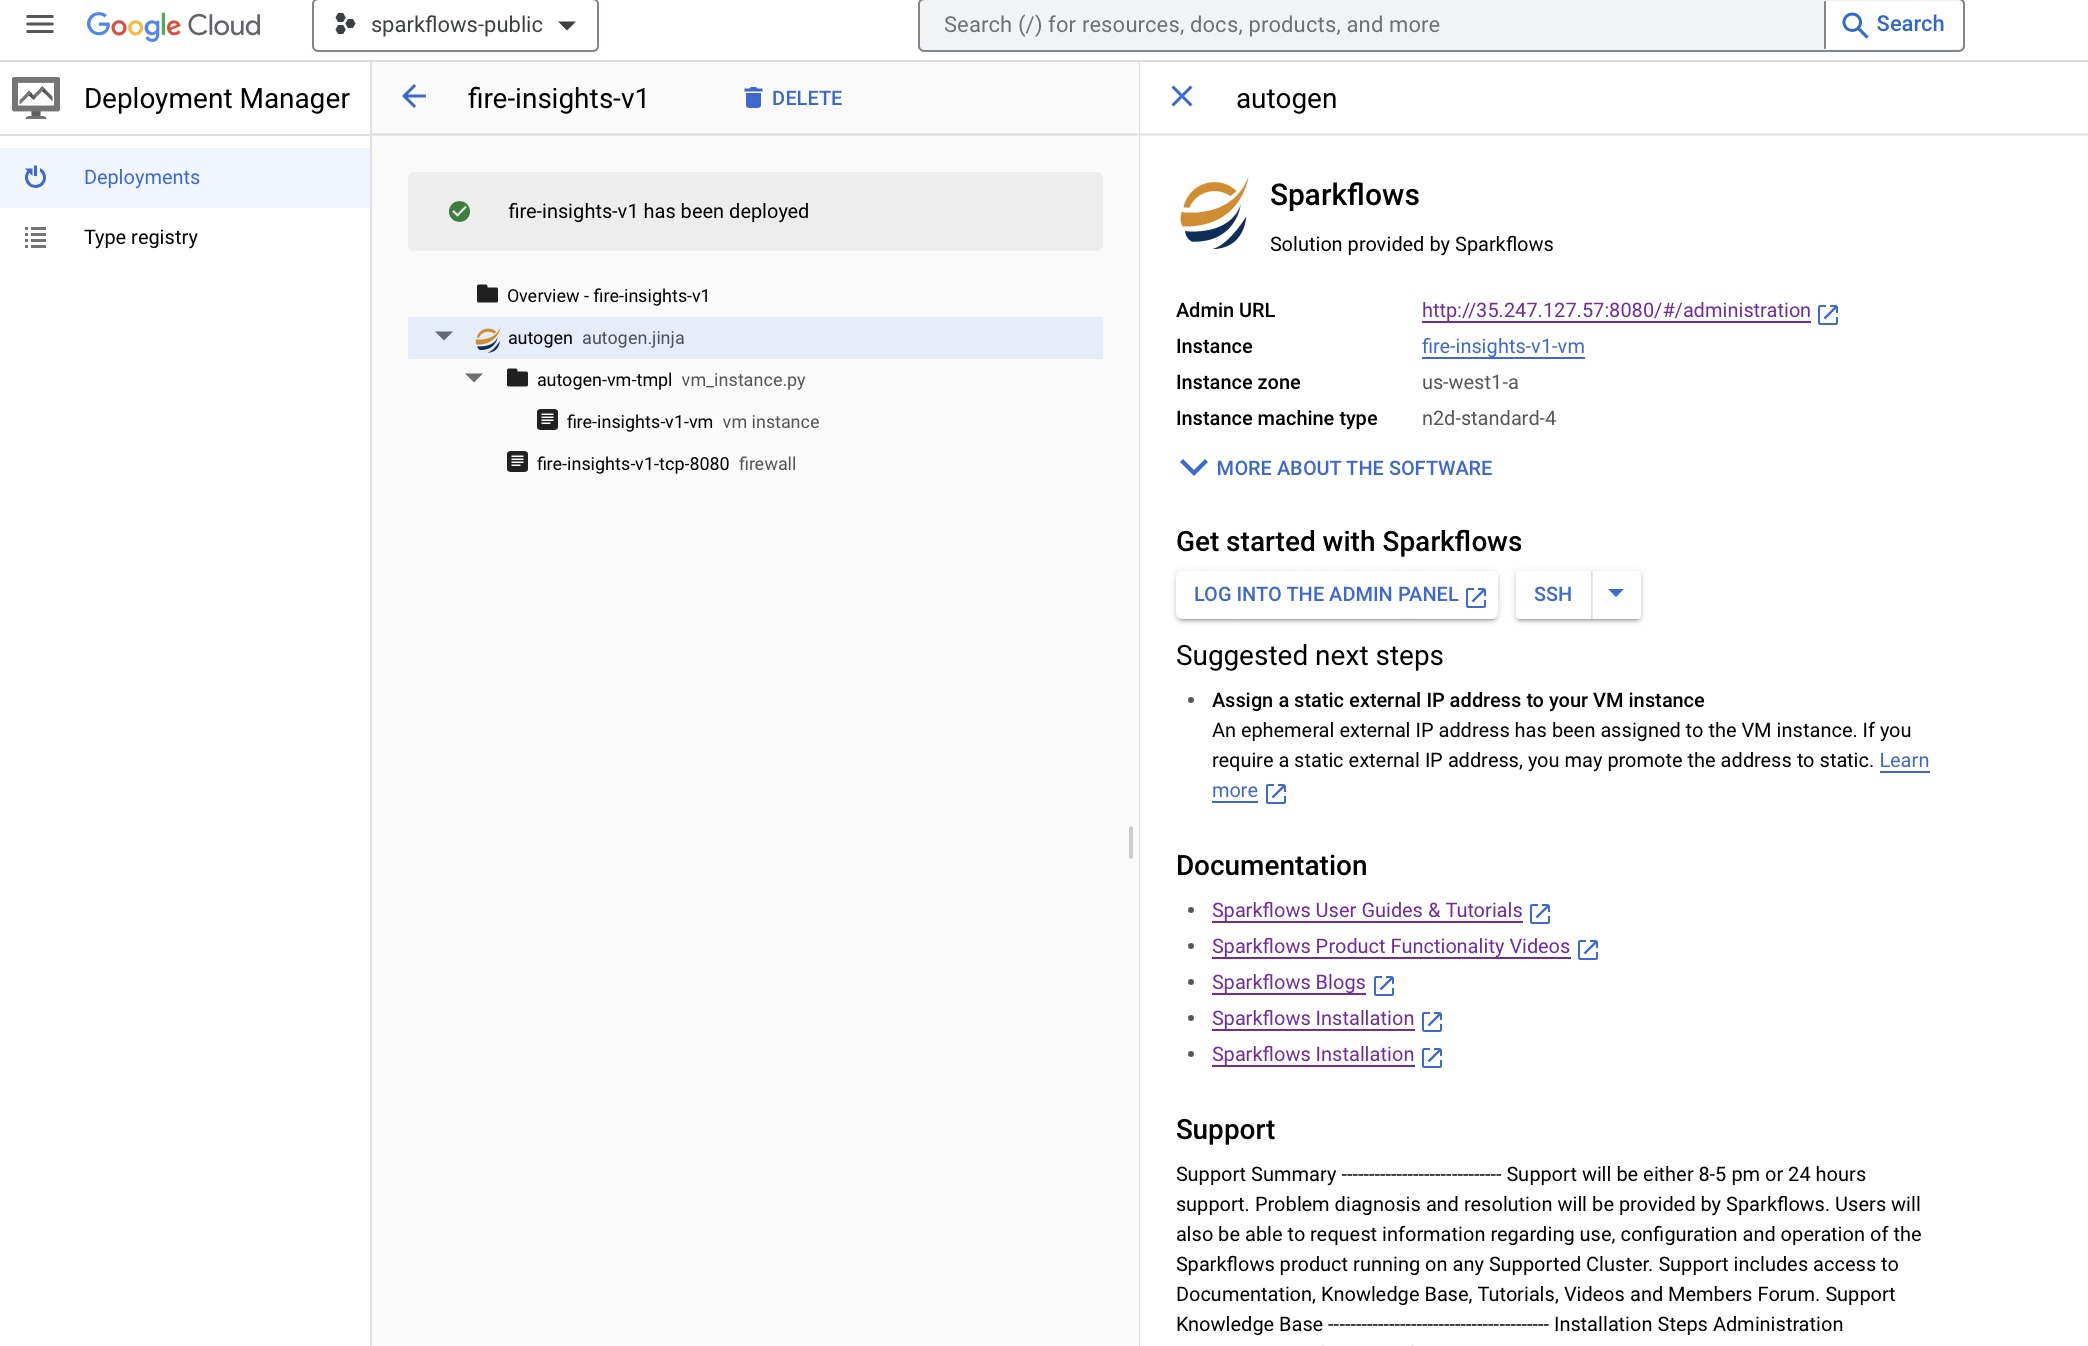 Google Cloud
sparkflows-public
Search (/) for resources, docs, products, and more
Search
Deployment Manager
Deployments
Type registry
fire-insights-v1
DELETE
fire-insights-v1 has been deployed
Overview - fire-insights-v1
autogen autogen.jinja
autogen-vm-tmpl vm_instance.py
fire-insights-v1-vm vm instance
fire-insights-v1-tcp-8080 firewall
autogen
Sparkflows
Solution provided by Sparkflows
Admin URL http://35.247.127.57:8080/#/administration
Instance fire-insights-v1-vm
Instance zone us-west1-a
Instance machine type n2d-standard-4
MORE ABOUT THE SOFTWARE
Get started with Sparkflows
LOG INTO THE ADMIN PANEL
SSH
Suggested next steps
• Assign a static external IP address to your VM instance
An ephemeral external IP address has been assigned to the VM instance. If you
require a static external IP address, you may promote the address to static. Learn
more
Documentation
• Sparkflows User Guides & Tutorials
• Sparkflows Product Functionality Videos
• Sparkflows Blogs
• Sparkflows Installation
• Sparkflows Installation
Support
Support Summary ----------------------------- Support will be either 8-5 pm or 24 hours
support. Problem diagnosis and resolution will be provided by Sparkflows. Users will
also be able to request information regarding use, configuration and operation of the
Sparkflows product running on any Supported Cluster. Support includes access to
Documentation, Knowledge Base, Tutorials, Videos and Members Forum. Support
Knowledge Base ---------------------------------------- Installation Steps Administration